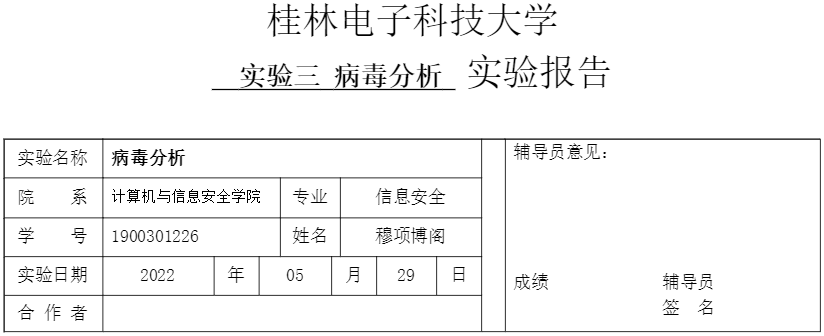 桂林电子科技大学
实验三 病毒分析 实验报告
实验名称 病毒分析
辅导员意见：
院 系 计算机与信息安全学院 专业 信息安全
学 号 1900301226 姓名 穆项博阁
实验日期 2022 年 05 月 29 日
成绩 辅导员
签 名
合 作 者